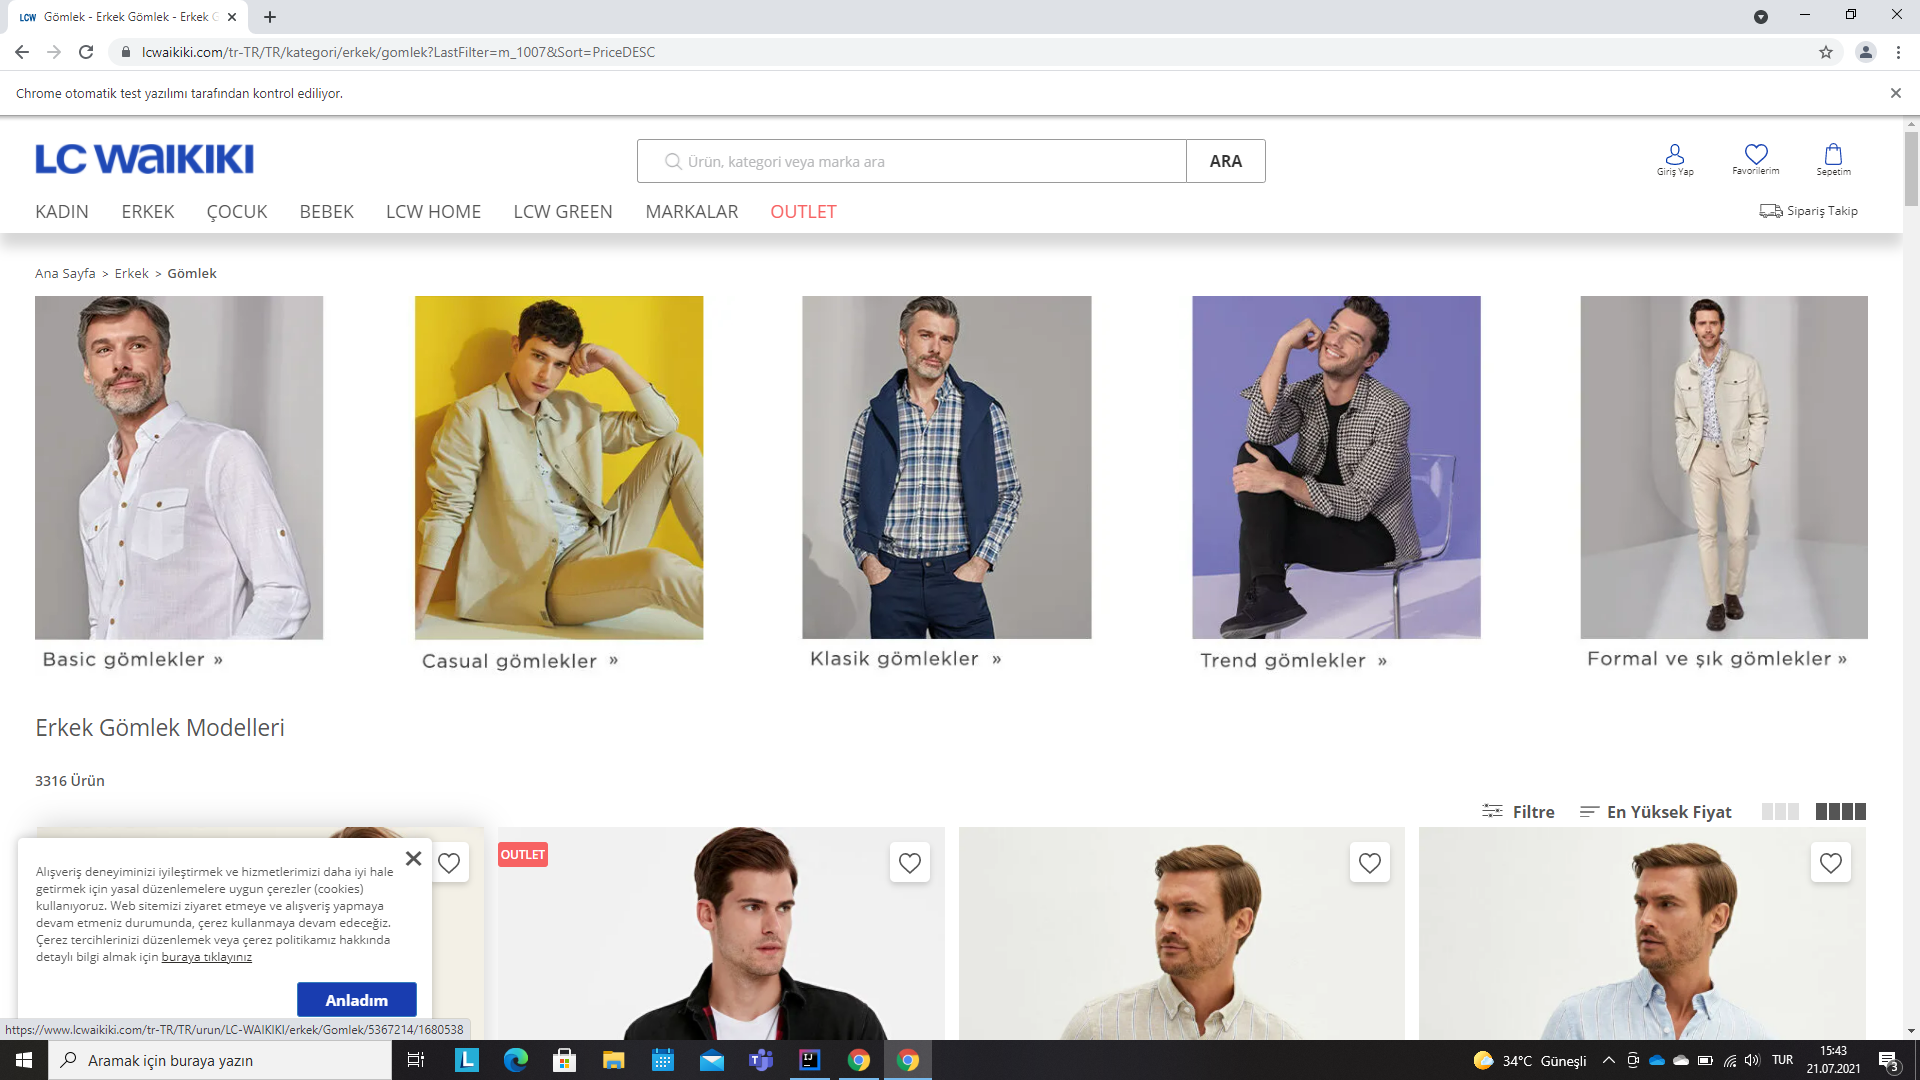 LCW Gömlek - Erkek Gömlek - Erkek G
lcwaikiki.com/tr-TR/TR/kategori/erkek/gomlek?LastFilter=m_1007&Sort=PriceDESC
Chrome otomatik test yazılımı tarafından kontrol ediliyor.
LC WAIKIKI
Ürün, kategori veya marka ara
ARA
Giriş Yap
Favorilerim
Sepetim
KADIN ERKEK ÇOCUK BEBEK LCW HOME LCW GREEN MARKALAR OUTLET
Sipariş Takip
Ana Sayfa > Erkek > Gömlek
Basic gömlekler »
Casual gömlekler »
Klasik gömlekler »
Trend gömlekler »
Formal ve şık gömlekler »
Erkek Gömlek Modelleri
3316 Ürün
Filtre
En Yüksek Fiyat
OUTLET
Alışveriş deneyiminizi iyileştirmek ve hizmetlerimizi daha iyi hale
getirmek için yasal düzenlemelere uygun çerezler (cookies)
kullanıyoruz. Web sitemizi ziyaret etmeye ve alışveriş yapmaya
devam etmeniz durumunda, çerez kullanmaya devam edeceğiz.
Çerez tercihlerinizi düzenlemek veya çerez politikamız hakkında
detaylı bilgi almak için buraya tıklayınız
Anladım
https://www.lcwaikiki.com/tr-TR/TR/urun/LC-WAIKIKI/erkek/Gomlek/5367214/1680538
Aramak için buraya yazın
L
IJ
34°C Güneşli
TUR
15:43
21.07.2021
3